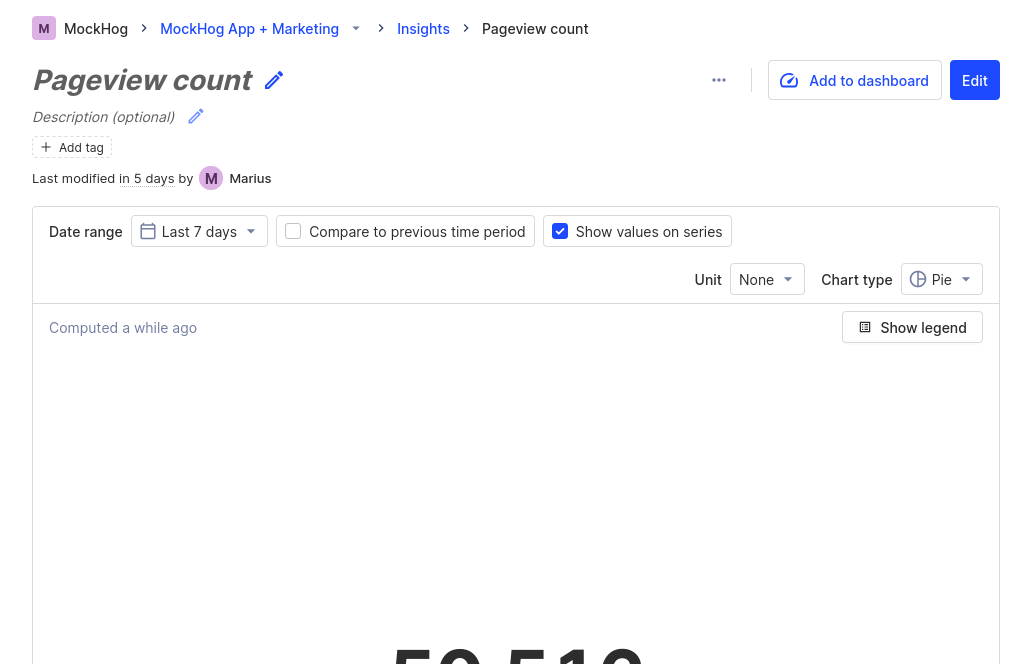 M MockHog > MockHog App + Marketing > Insights > Pageview count
Pageview count
Add to dashboard
Edit
Description (optional)
+ Add tag
Last modified in 5 days by M Marius
Date range Last 7 days Compare to previous time period Show values on series
Unit None Chart type Pie
Computed a while ago
Show legend